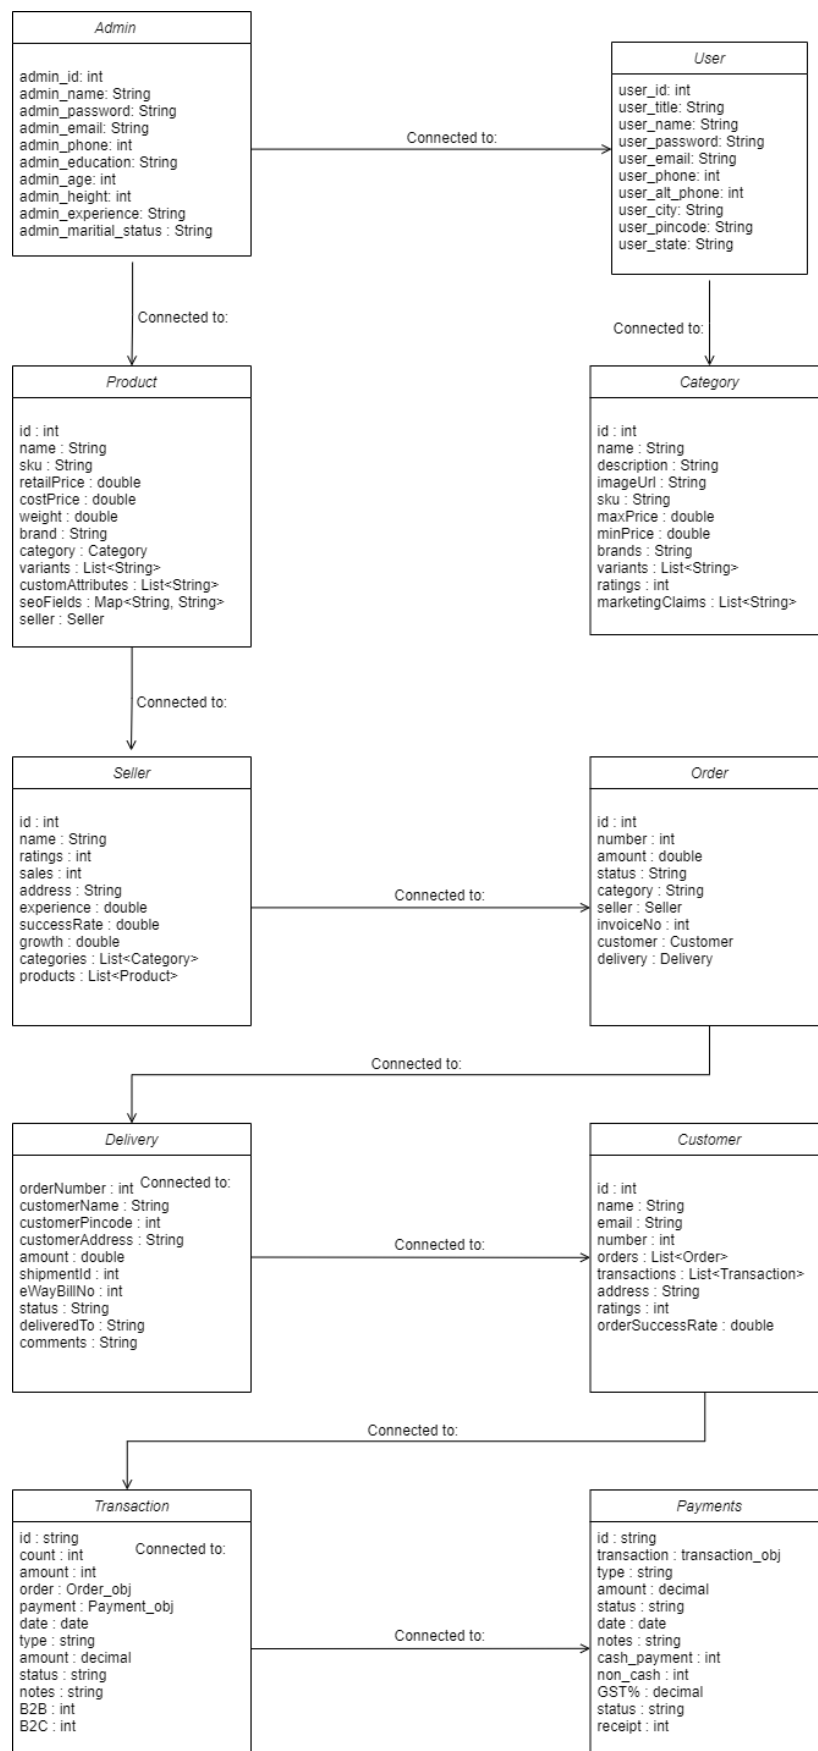 Admin
admin_id: int
admin_name: String
admin_password: String
admin_email: String
admin_phone: int
admin_education: String
admin_age: int
admin_height: int
admin_experience: String
admin_maritial_status : String
Connected to:
User
user_id: int
user_title: String
user_name: String
user_password: String
user_email: String
user_phone: int
user_alt_phone: int
user_city: String
user_pincode: String
user_state: String
Connected to:
Connected to:
Product
id : int
name : String
sku : String
retailPrice : double
costPrice : double
weight : double
brand : String
category : Category
variants : List<String>
customAttributes : List<String>
seoFields : Map<String, String>
seller : Seller
Category
id : int
name : String
description : String
imageUrl : String
sku : String
maxPrice : double
minPrice : double
brands : String
variants : List<String>
ratings : int
marketingClaims : List<String>
Connected to:
Seller
id : int
name : String
ratings : int
sales : int
address : String
experience : double
successRate : double
growth : double
categories : List<Category>
products : List<Product>
Connected to:
Order
id : int
number : int
amount : double
status : String
category : String
seller : Seller
invoiceNo : int
customer : Customer
delivery : Delivery
Connected to:
Delivery
Connected to:
orderNumber : int
customerName : String
customerPincode : int
customerAddress : String
amount : double
shipmentId : int
eWayBillNo : int
status : String
deliveredTo : String
comments : String
Connected to:
Customer
id : int
name : String
email : String
number : int
orders : List<Order>
transactions : List<Transaction>
address : String
ratings : int
orderSuccessRate : double
Connected to:
Transaction
id : string
count : int
Connected to:
amount : int
order : Order_obj
payment : Payment_obj
date : date
type : string
amount : decimal
status : string
notes : string
B2B : int
B2C : int
Connected to:
Payments
id : string
transaction : transaction_obj
type : string
amount : decimal
status : string
date : date
notes : string
cash_payment : int
non_cash : int
GST% : decimal
status : string
receipt : int